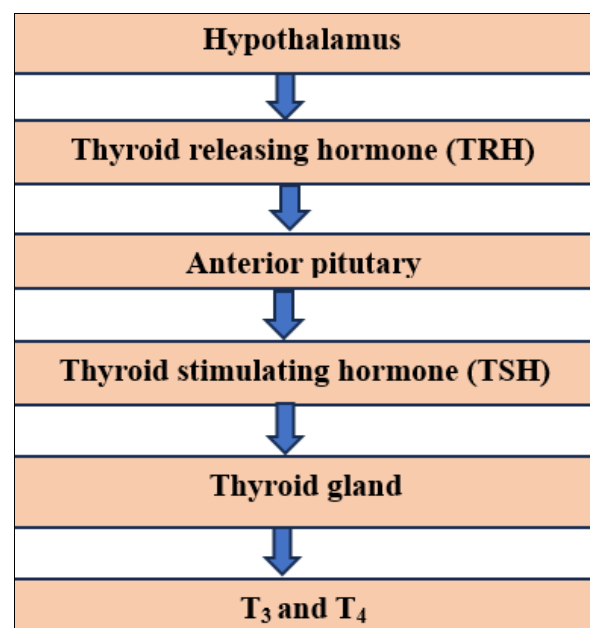 Hypothalamus
Thyroid releasing hormone (TRH)
Anterior pitutary
Thyroid stimulating hormone (TSH)
Thyroid gland
T₃ and T₄